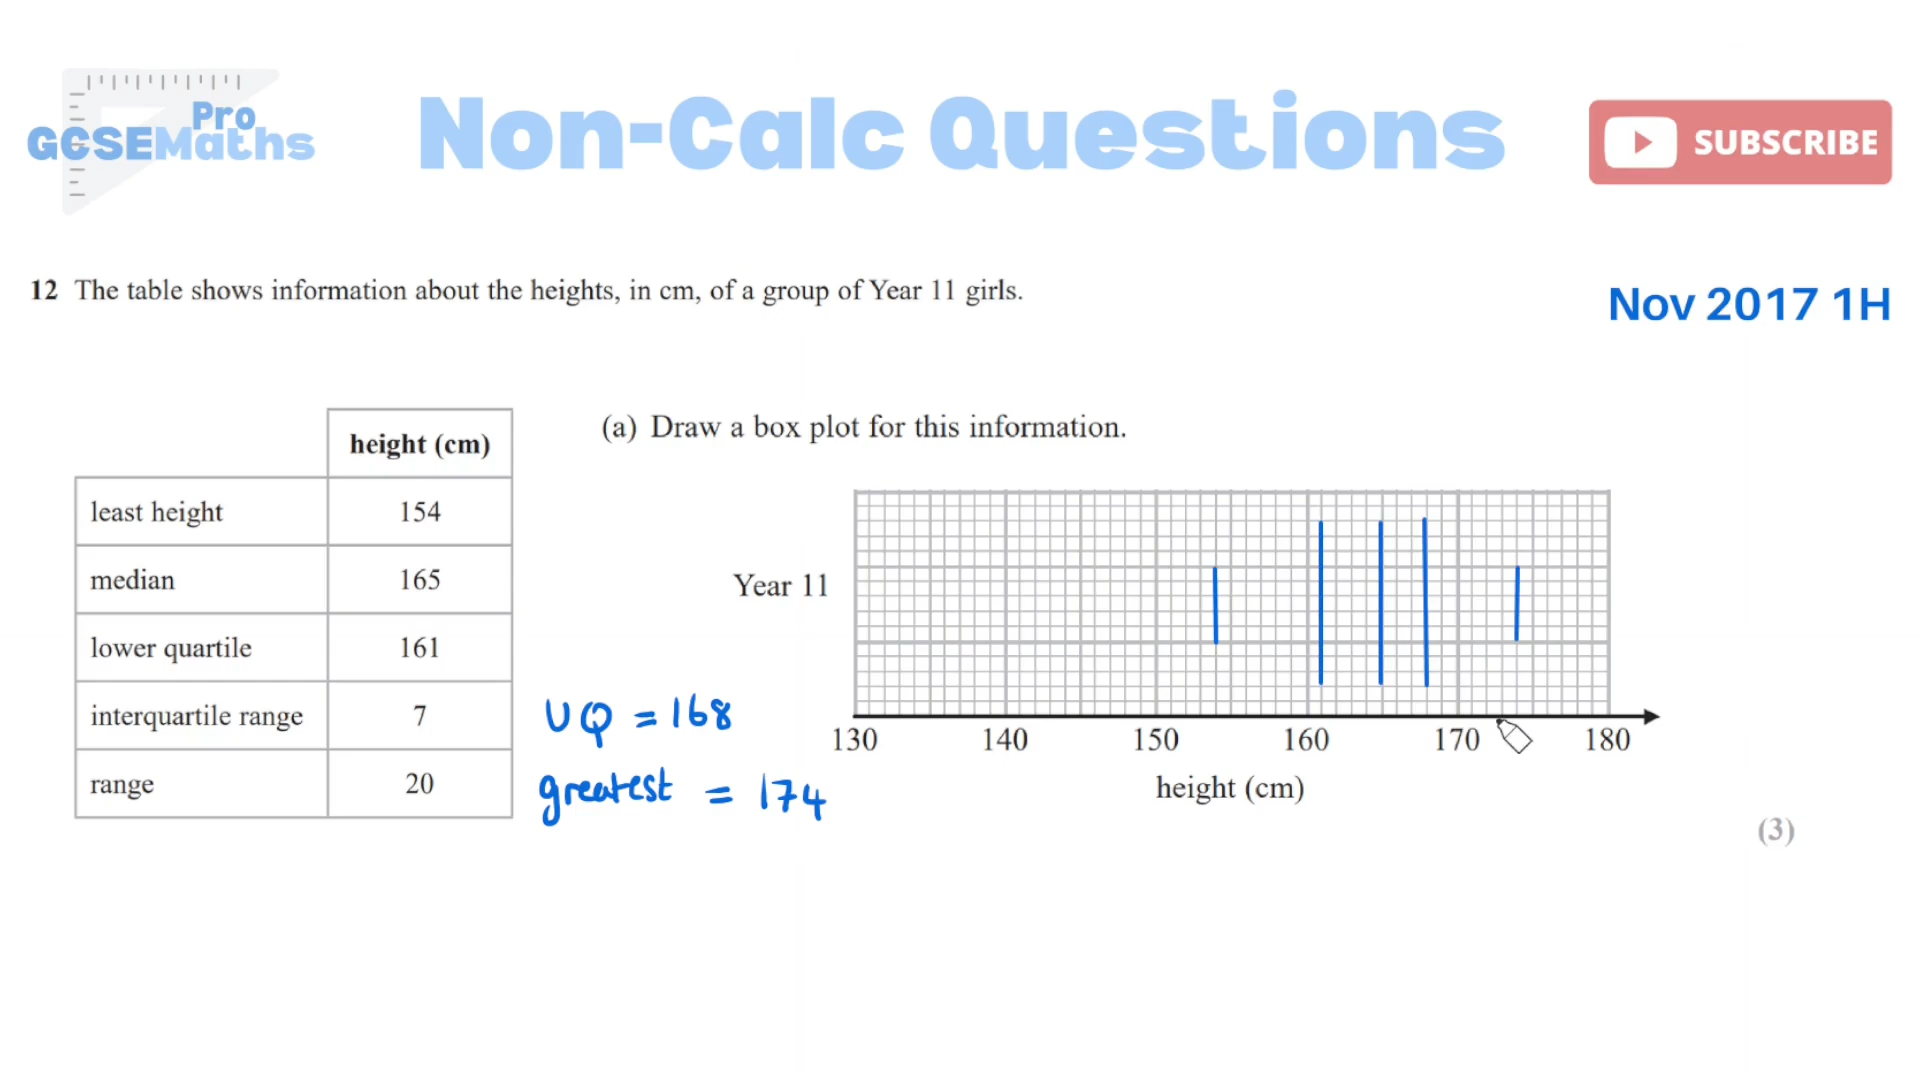 Pro
GCSEMaths
Non-Calc Questions
SUBSCRIBE
12 The table shows information about the heights, in cm, of a group of Year 11 girls.
Nov 2017 1H
height (cm)
least height 154
median 165
lower quartile 161
interquartile range 7
range 20
UQ = 168
greatest = 174
(a) Draw a box plot for this information.
Year 11
130 140 150 160 170 180
height (cm)
(3)